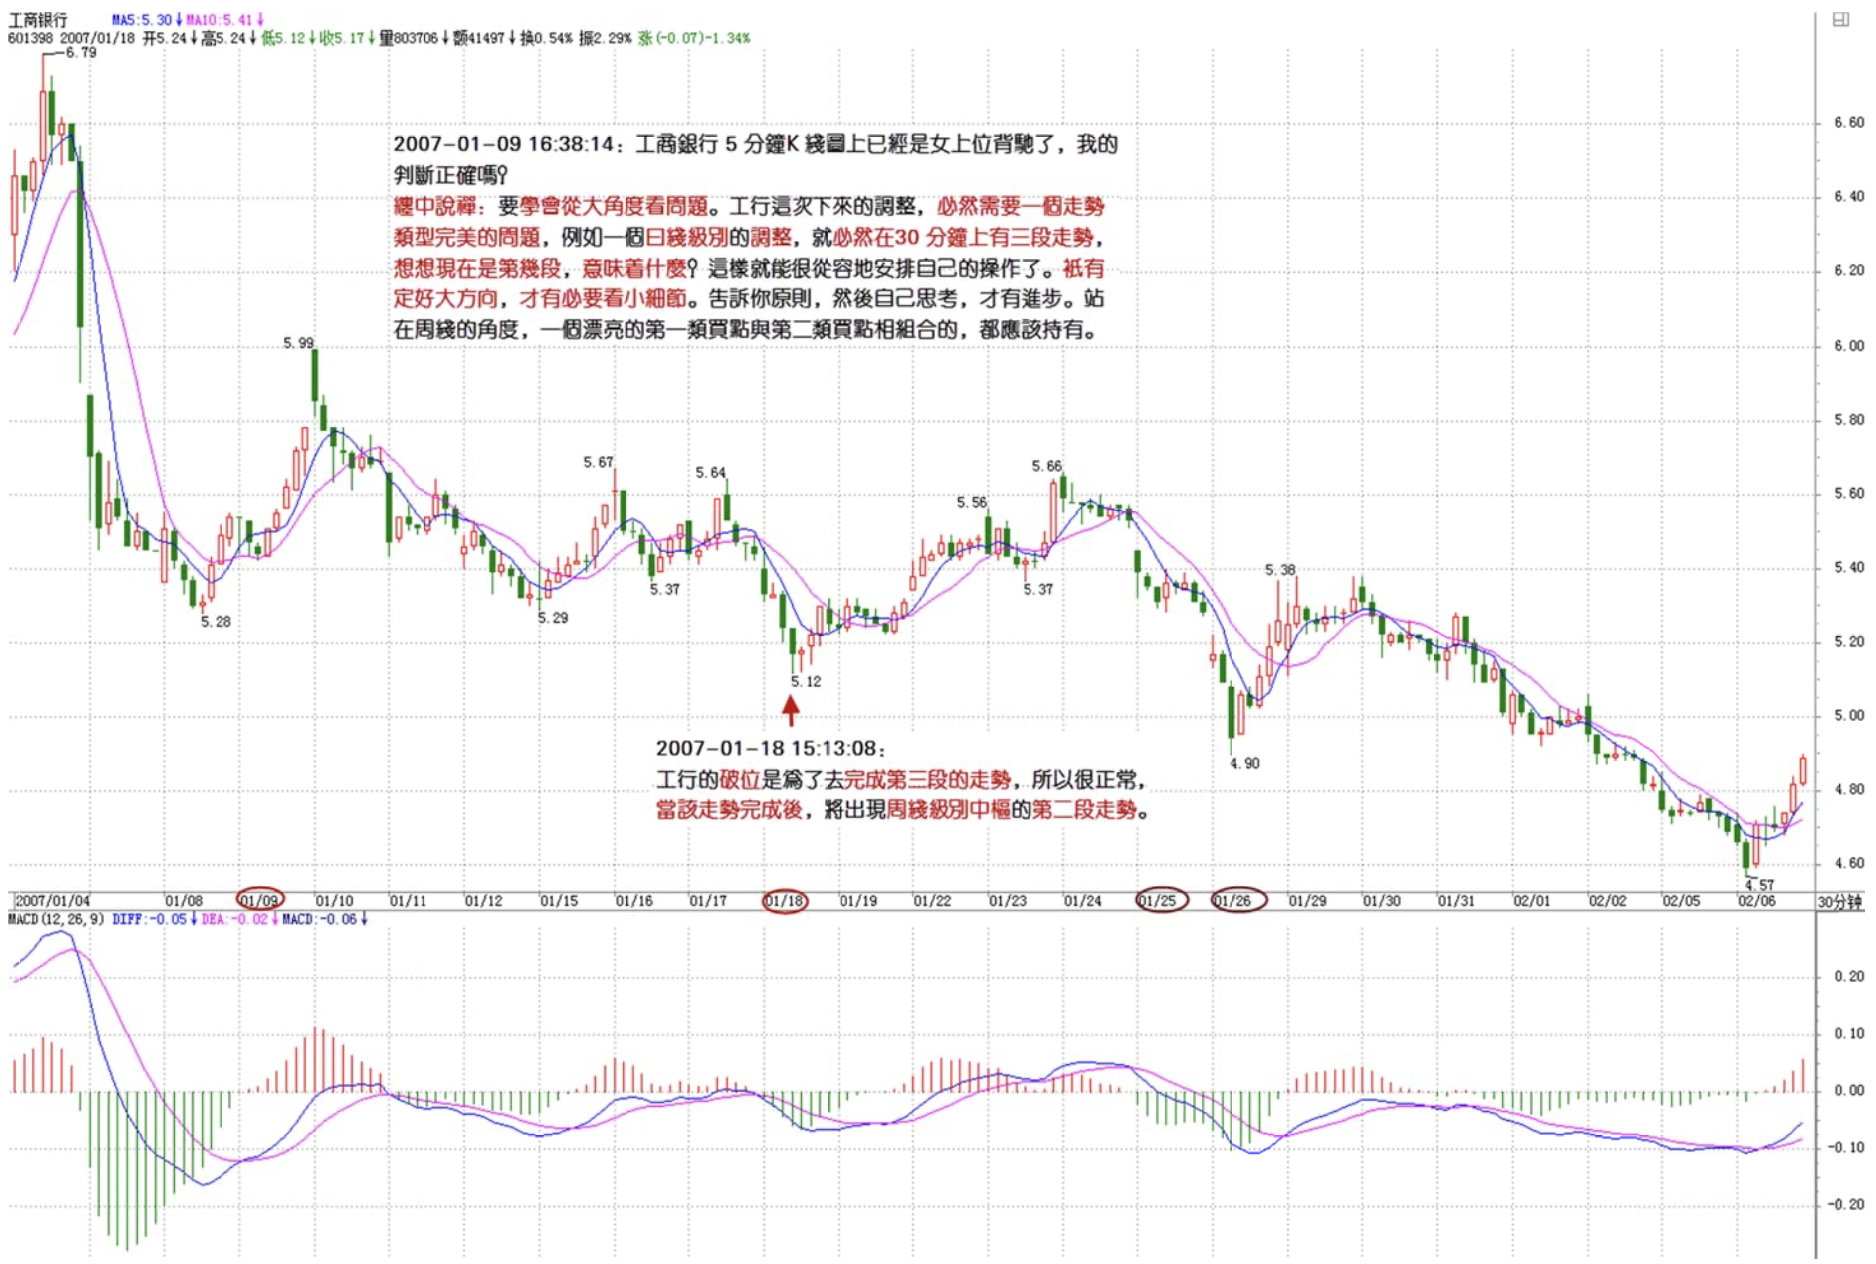 工商银行 MA5:5.30↓MA10:5.41↓
601398 2007/01/18 开5.24↓高5.24↓低5.12↓收5.17↓量803706↓额41497↓换0.54% 振2.29% 涨(-0.07)-1.34%
6.79
6.60
2007-01-09 16:38:14：工商銀行 5 分鐘K 綫圖上已經是女上位背馳了，我的
判斷正確嗎？
纏中說禪：要學會從大角度看問題。工行這次下來的調整，必然需要一個走勢
6.40
類型完美的問題，例如一個日綫級別的調整，就必然在30 分鐘上有三段走勢，
想想現在是第幾段，意味着什麼？這樣就能很從容地安排自己的操作了。衹有
6.20
定好大方向，才有必要看小細節。告訴你原則，然後自己思考，才有進步。站
在周綫的角度，一個漂亮的第一類買點與第二類買點相組合的，都應該持有。
5.99
6.00
5.80
5.67
5.64
5.66
5.56
5.60
5.38
5.40
5.37
5.37
5.28
5.29
5.20
5.12
5.00
2007-01-18 15:13:08：
4.90
工行的破位是為了去完成第三段的走勢，所以很正常，
4.80
當該走勢完成後，將出現周綫級別中樞的第二段走勢。
4.60
4.57
2007/01/04 01/08 01/09 01/10 01/11 01/12 01/15 01/16 01/17 01/18 01/19 01/22 01/23 01/24 01/25 01/26 01/29 01/30 01/31 02/01 02/02 02/05 02/06 30分钟
MACD(12,26,9) DIFF:-0.05↓DEA:-0.02↓MACD:-0.06↓
0.20
0.10
0.00
-0.10
-0.20